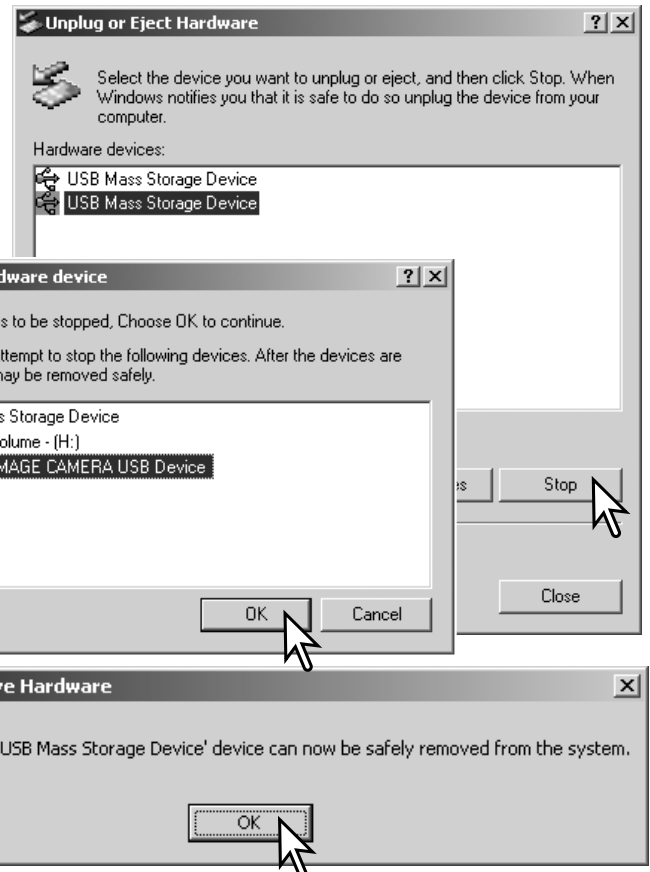 Unplug or Eject Hardware
Select the device you want to unplug or eject, and then click Stop. When
Windows notifies you that it is safe to do so unplug the device from your
computer.
Hardware devices:
USB Mass Storage Device
USB Mass Storage Device
dware device
s to be stopped, Choose OK to continue.
ttempt to stop the following devices. After the devices are
may be removed safely.
s Storage Device
olume - (H:)
MAGE CAMERA USB Device
es
Stop
OK
Cancel
Close
ve Hardware
USB Mass Storage Device' device can now be safely removed from the system.
OK